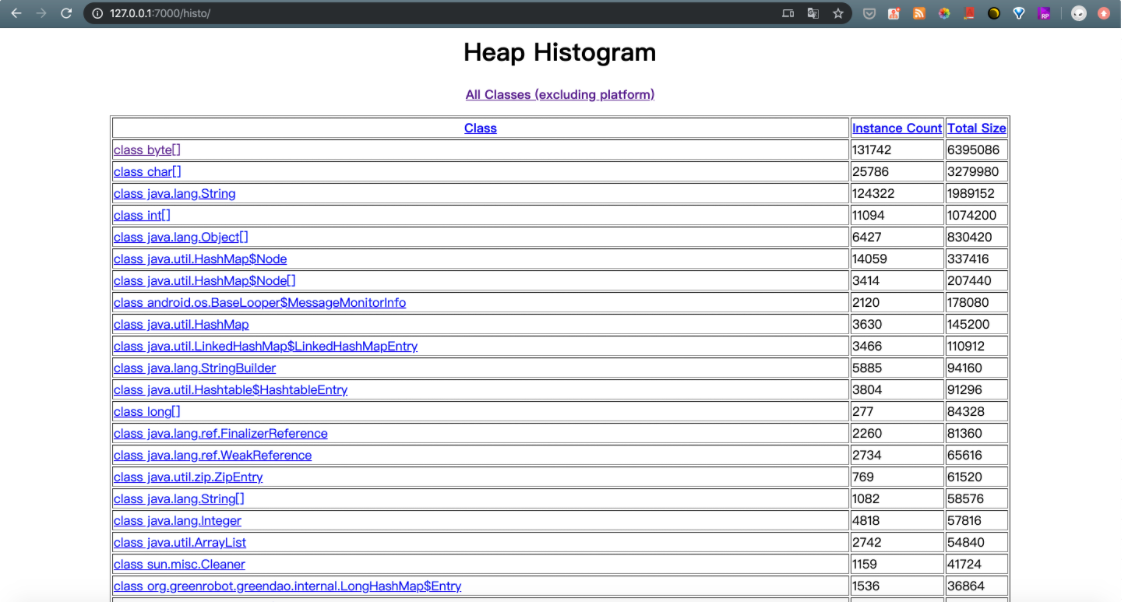 127.0.0.1:7000/histo/
Heap Histogram
All Classes (excluding platform)
Class Instance Count Total Size
class byte[] 131742 6395086
class char[] 25786 3279980
class java.lang.String 124322 1989152
class int[] 11094 1074200
class java.lang.Object[] 6427 830420
class java.util.HashMap$Node 14059 337416
class java.util.HashMap$Node[] 3414 207440
class android.os.BaseLooper$MessageMonitorInfo 2120 178080
class java.util.HashMap 3630 145200
class java.util.LinkedHashMap$LinkedHashMapEntry 3466 110912
class java.lang.StringBuilder 5885 94160
class java.util.Hashtable$HashtableEntry 3804 91296
class long[] 277 84328
class java.lang.ref.FinalizerReference 2260 81360
class java.lang.ref.WeakReference 2734 65616
class java.util.zip.ZipEntry 769 61520
class java.lang.String[] 1082 58576
class java.lang.Integer 4818 57816
class java.util.ArrayList 2742 54840
class sun.misc.Cleaner 1159 41724
class org.greenrobot.greendao.internal.LongHashMap$Entry 1536 36864